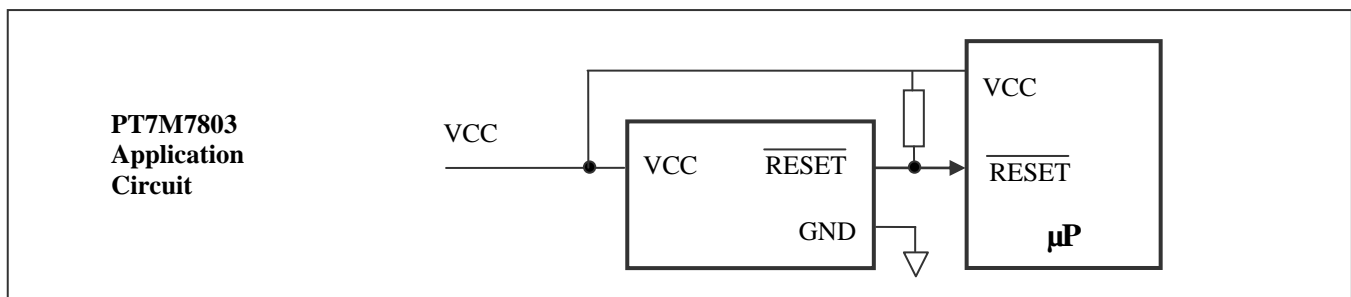 PT7M7803
Application
Circuit
VCC
VCC
RESET
GND
VCC
RESET
µP